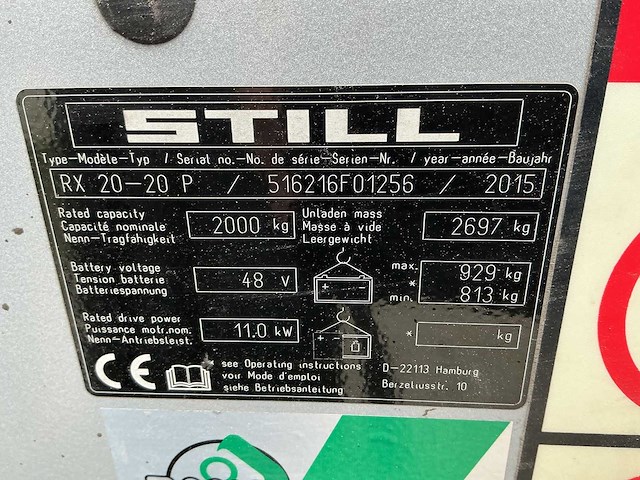 STILL
Type-Modèle-Typ / Serial no.-No. de série-Serien-Nr. / year-année-Baujahr
RX 20-20 P / 516216F01256 / 2015
Rated capacity
Capacité nominale
Nenn-Tragfähigkeit
2000 kg
Unladen mass
Masse à vide
Leergewicht
2697 kg
Battery voltage
Tension batterie
Batteriespannung
48 V
+ -
max. 929 kg
*
min. 813 kg
Rated drive power
Puissance motr.nom.
Nenn-Antriebsleist.
11.0 kW
+
* kg
CE
see Operating instructions
voir Mode d'emploi
siehe Betriebsanleitung
D-22113 Hamburg
Berzeliusstr. 10